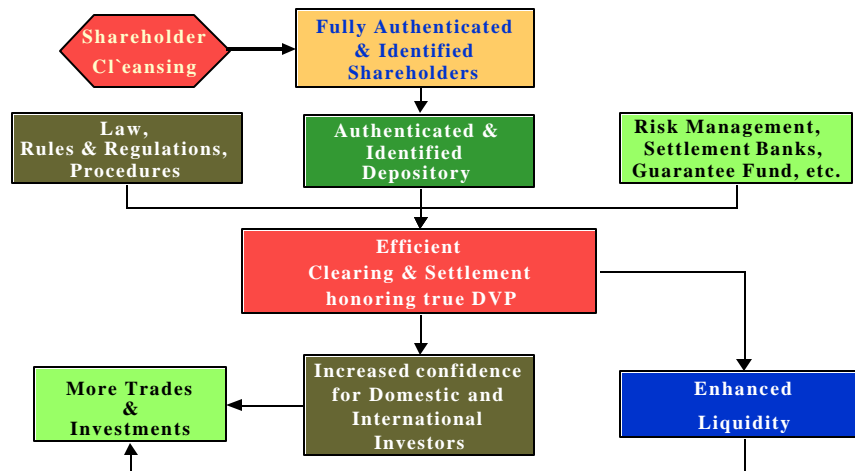 Shareholder
Cl`eansing
Fully Authenticated
& Identified
Shareholders
Law,
Rules & Regulations,
Procedures
Authenticated &
Identified
Depository
Risk Management,
Settlement Banks,
Guarantee Fund, etc.
Efficient
Clearing & Settlement
honoring true DVP
More Trades
&
Investments
Increased confidence
for Domestic and
International
Investors
Enhanced
Liquidity